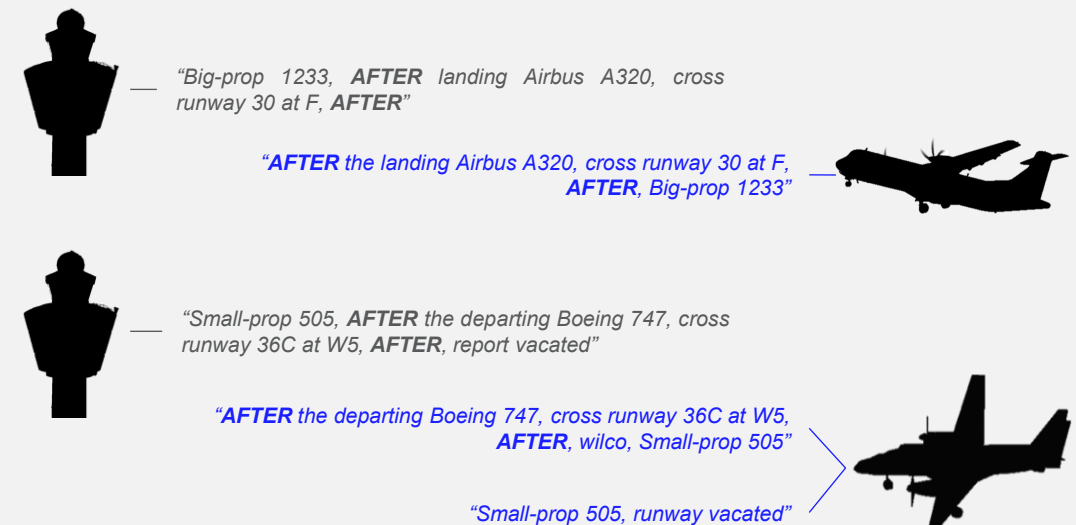 “Big-prop 1233, AFTER landing Airbus A320, cross
runway 30 at F, AFTER”
“AFTER the landing Airbus A320, cross runway 30 at F,
AFTER, Big-prop 1233”
“Small-prop 505, AFTER the departing Boeing 747, cross
runway 36C at W5, AFTER, report vacated”
“AFTER the departing Boeing 747, cross runway 36C at W5,
AFTER, wilco, Small-prop 505”
“Small-prop 505, runway vacated”